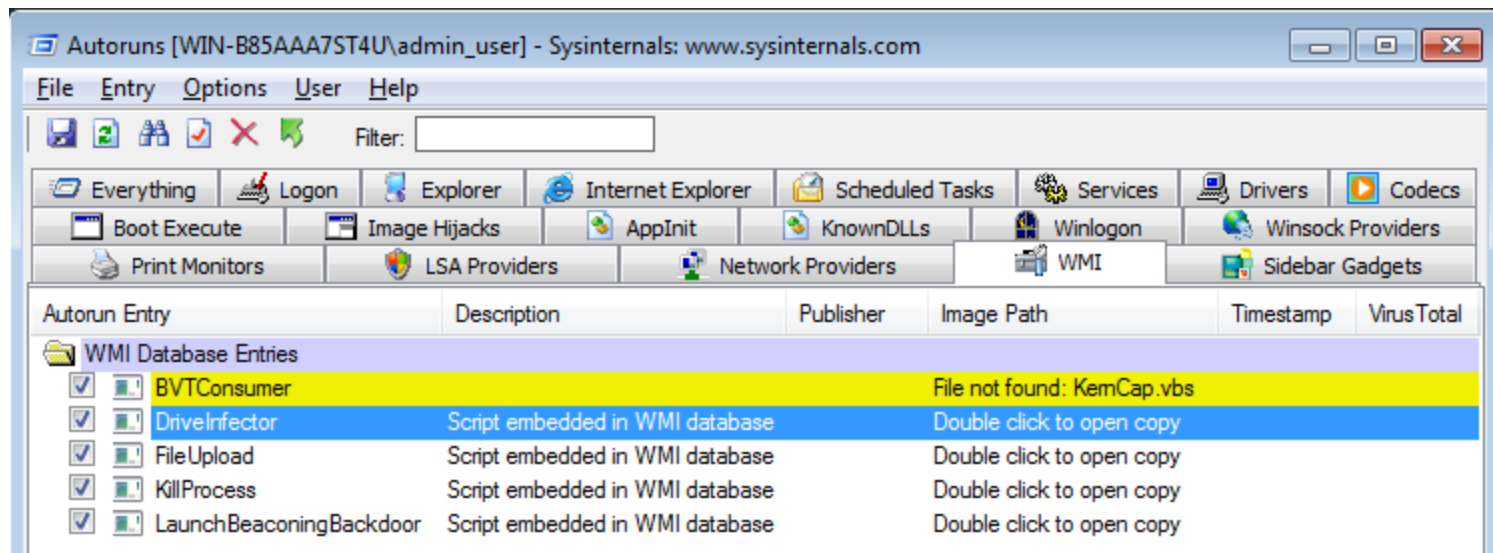 Autoruns [WIN-B85AAA7ST4U\admin_user] - Sysinternals: www.sysinternals.com
File Entry Options User Help
Filter:
Everything Logon Explorer Internet Explorer Scheduled Tasks Services Drivers Codecs
Boot Execute Image Hijacks AppInit KnownDLLs Winlogon Winsock Providers
Print Monitors LSA Providers Network Providers WMI Sidebar Gadgets
Autorun Entry Description Publisher Image Path Timestamp VirusTotal
WMI Database Entries
BVTConsumer File not found: KernCap.vbs
DriveInfector Script embedded in WMI database Double click to open copy
FileUpload Script embedded in WMI database Double click to open copy
KillProcess Script embedded in WMI database Double click to open copy
LaunchBeaconingBackdoor Script embedded in WMI database Double click to open copy